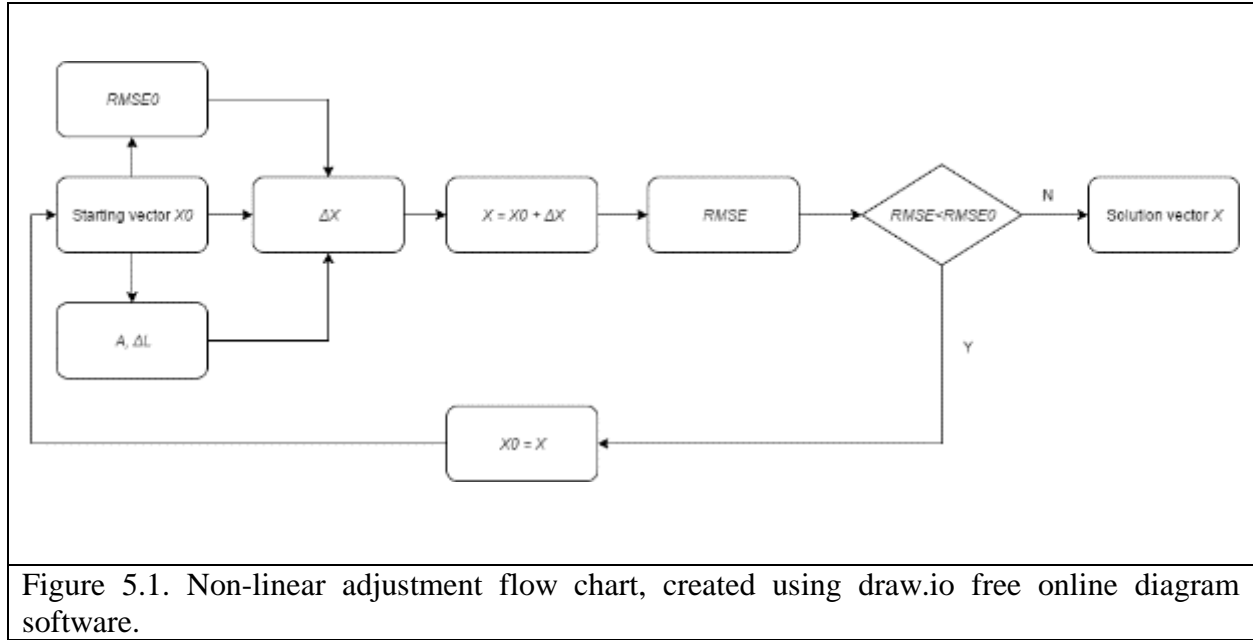 RMSE0
Starting vector X0
ΔX
X = X0 + ΔX
RMSE
RMSE<RMSE0
N
Solution vector X
A, ΔL
Y
X0 = X
Figure 5.1. Non-linear adjustment flow chart, created using draw.io free online diagram
software.